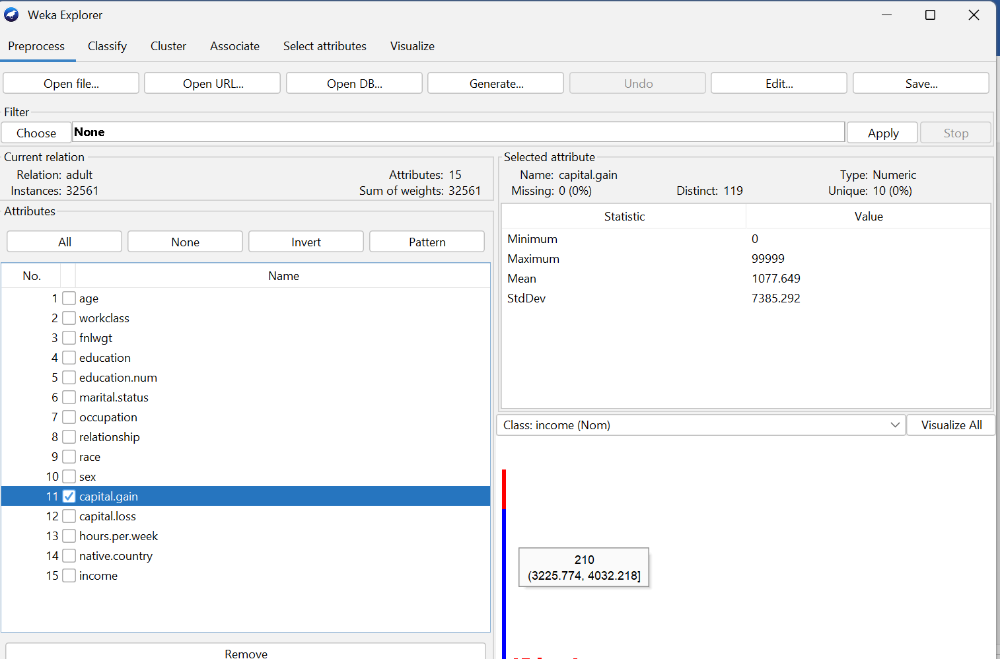 Weka Explorer
Preprocess Classify Cluster Associate Select attributes Visualize
Open file... Open URL... Open DB... Generate... Undo Edit... Save...
Filter
Choose None Apply Stop
Current relation
Relation: adult Attributes: 15
Instances: 32561 Sum of weights: 32561
Attributes
All None Invert Pattern
No. Name
1 age
2 workclass
3 fnlwgt
4 education
5 education.num
6 marital.status
7 occupation
8 relationship
9 race
10 sex
11 capital.gain
12 capital.loss
13 hours.per.week
14 native.country
15 income
Remove
Selected attribute
Name: capital.gain Type: Numeric
Missing: 0 (0%) Distinct: 119 Unique: 10 (0%)
Statistic Value
Minimum 0
Maximum 99999
Mean 1077.649
StdDev 7385.292
Class: income (Nom) Visualize All
210
(3225.774, 4032.218]